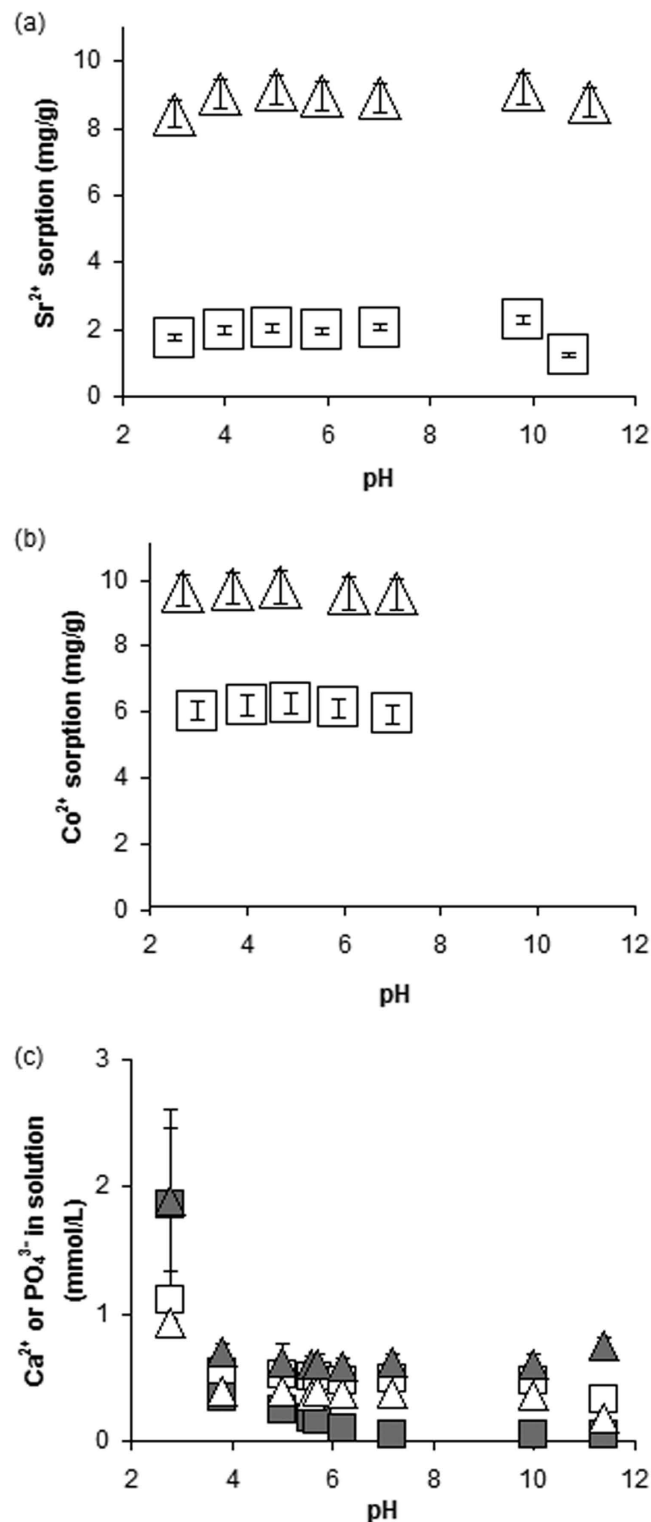 (a)
10
8
6
4
2
0
Sr²⁺ sorption (mg/g)
2 4 6 8 10 12
pH
(b)
10
8
6
4
2
0
Co²⁺ sorption (mg/g)
2 4 6 8 10 12
pH
(c)
3
2
1
0
Ca²⁺ or PO₄³⁻ in solution
(mmol/L)
2 4 6 8 10 12
pH